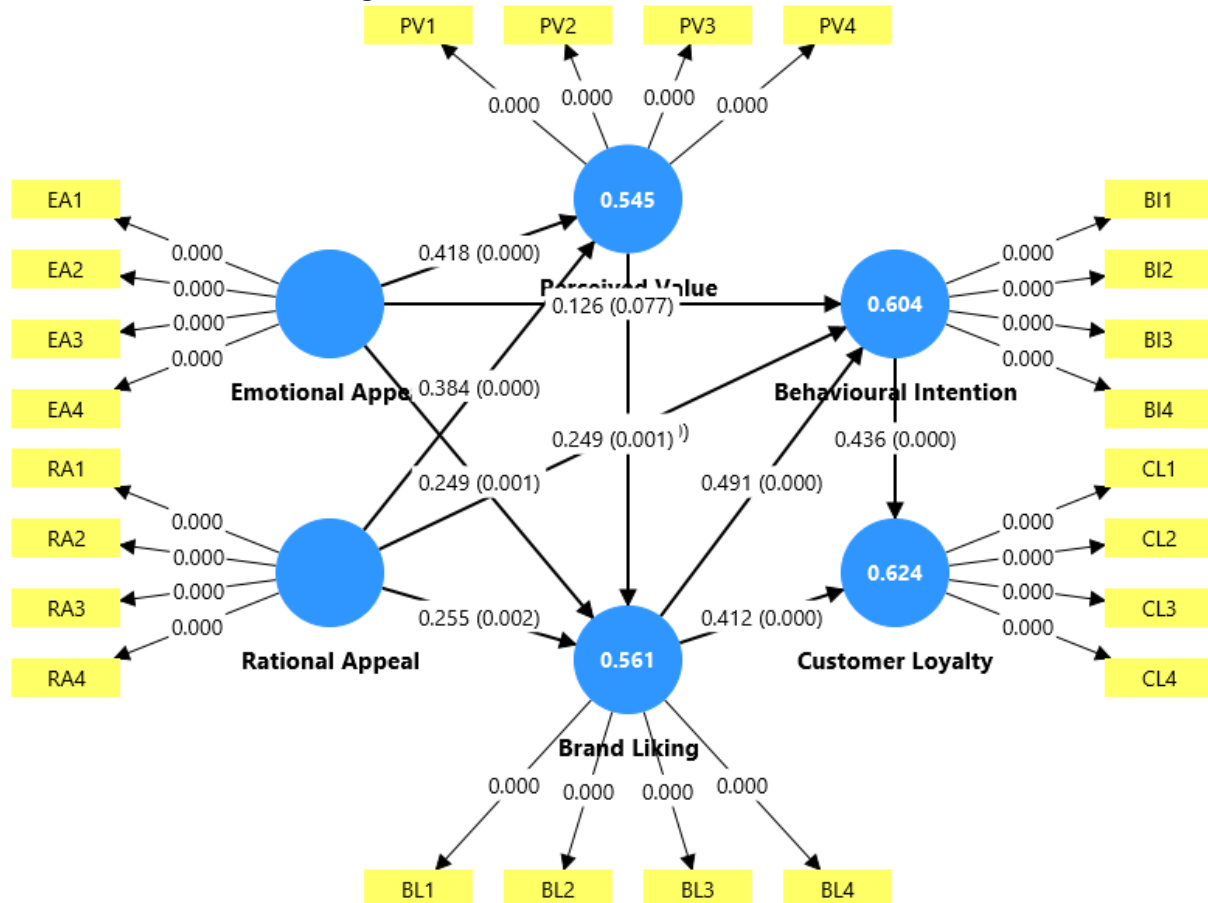 PV1 PV2 PV3 PV4
0.000 0.000 0.000 0.000
EA1
EA2
EA3
EA4
0.000
0.000
0.000
0.000
0.545
Perceived Value
0.418 (0.000)
0.126 (0.077)
0.384 (0.000)
Emotional Appe
RA1
RA2
RA3
RA4
0.000
0.000
0.000
0.000
Rational Appeal
0.249 (0.001)
0.249 (0.001)
0.255 (0.002)
0.491 (0.000)
0.604
Behavioural Intention
BI1
BI2
BI3
BI4
0.000
0.000
0.000
0.000
0.436 (0.000)
0.412 (0.000)
0.624
Customer Loyalty
CL1
CL2
CL3
CL4
0.000
0.000
0.000
0.000
0.561
Brand Liking
0.000 0.000 0.000 0.000
BL1 BL2 BL3 BL4